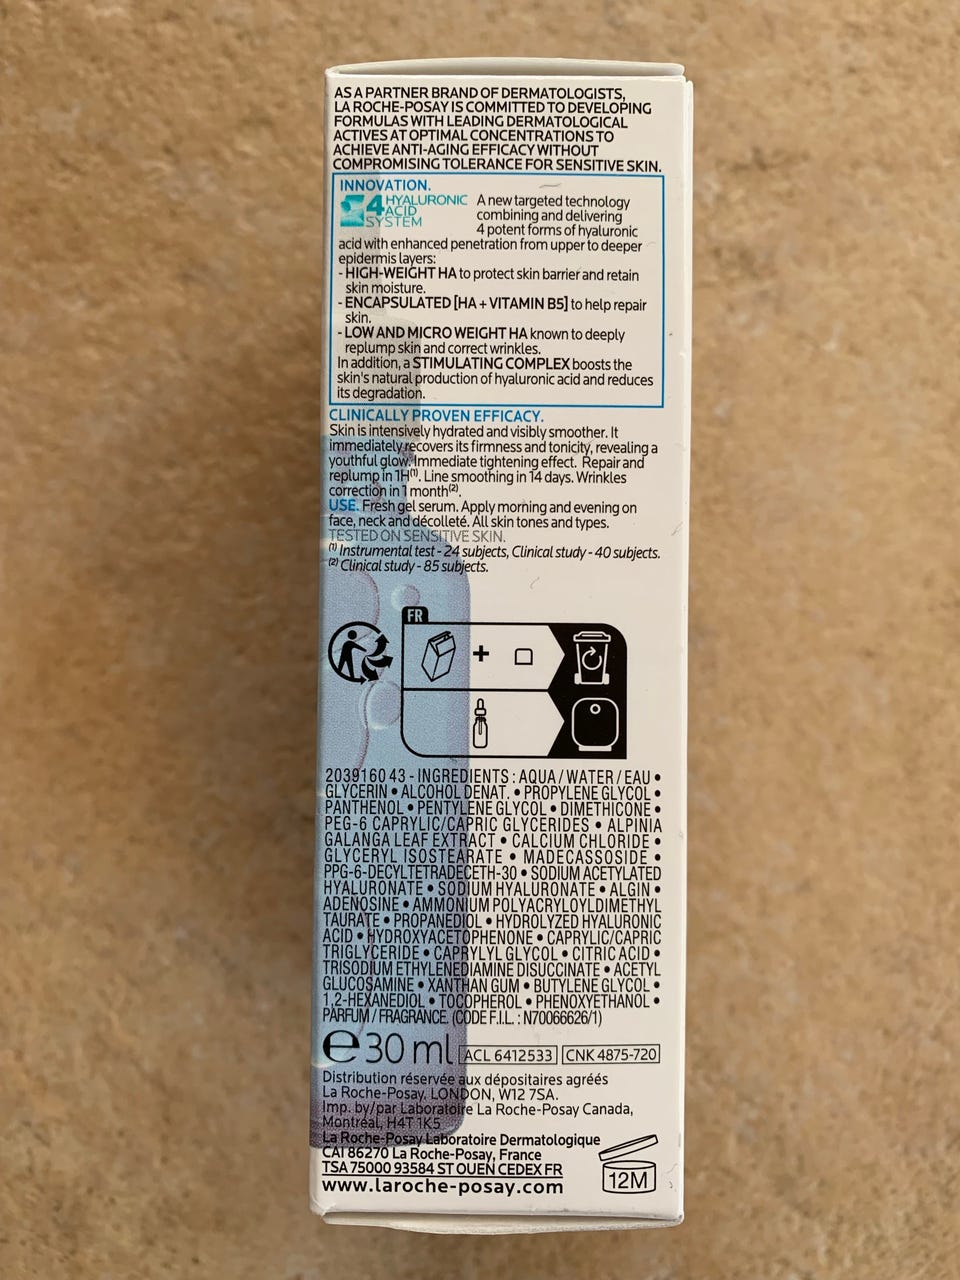 AS A PARTNER BRAND OF DERMATOLOGISTS,
LA ROCHE-POSAY IS COMMITTED TO DEVELOPING
FORMULAS WITH LEADING DERMATOLOGICAL
ACTIVES AT OPTIMAL CONCENTRATIONS TO
ACHIEVE ANTI-AGING EFFICACY WITHOUT
COMPROMISING TOLERANCE FOR SENSITIVE SKIN.
INNOVATION.
4 HYALURONIC
ACID
SYSTEM
A new targeted technology
combining and delivering
4 potent forms of hyaluronic
acid with enhanced penetration from upper to deeper
epidermis layers:
- HIGH-WEIGHT HA to protect skin barrier and retain
skin moisture.
- ENCAPSULATED [HA + VITAMIN B5] to help repair
skin.
- LOW AND MICRO WEIGHT HA known to deeply
replump skin and correct wrinkles.
In addition, a STIMULATING COMPLEX boosts the
skin's natural production of hyaluronic acid and reduces
its degradation.
CLINICALLY PROVEN EFFICACY.
Skin is intensively hydrated and visibly smoother. It
immediately recovers its firmness and tonicity, revealing a
youthful glow. Immediate tightening effect. Repair and
replump in 1H(1). Line smoothing in 14 days. Wrinkles
correction in 1 month(2).
USE. Fresh gel serum. Apply morning and evening on
face, neck and décolleté. All skin tones and types.
TESTED ON SENSITIVE SKIN.
(1) Instrumental test - 24 subjects, Clinical study - 40 subjects.
(2) Clinical study - 85 subjects.
FR
+
203916043 - INGREDIENTS : AQUA / WATER / EAU •
GLYCERIN • ALCOHOL DENAT. • PROPYLENE GLYCOL •
PANTHENOL • PENTYLENE GLYCOL • DIMETHICONE •
PEG-6 CAPRYLIC/CAPRIC GLYCERIDES • ALPINIA
GALANGA LEAF EXTRACT • CALCIUM CHLORIDE •
GLYCERYL ISOSTEARATE • MADECASSOSIDE •
PPG-6-DECYLTETRADECETH-30 • SODIUM ACETYLATED
HYALURONATE • SODIUM HYALURONATE • ALGIN •
ADENOSINE • AMMONIUM POLYACRYLOYLDIMETHYL
TAURATE • PROPANEDIOL • HYDROLYZED HYALURONIC
ACID • HYDROXYACETOPHENONE • CAPRYLIC/CAPRIC
TRIGLYCERIDE • CAPRYLYL GLYCOL • CITRIC ACID •
TRISODIUM ETHYLENEDIAMINE DISUCCINATE • ACETYL
GLUCOSAMINE • XANTHAN GUM • BUTYLENE GLYCOL •
1,2-HEXANEDIOL • TOCOPHEROL • PHENOXYETHANOL •
PARFUM / FRAGRANCE. (CODE F.I.L. : N70066626/1)
℮ 30 ml ACL 6412533 CNK 4875-720
Distribution réservée aux dépositaires agréés
La Roche-Posay. LONDON, W12 7SA.
Imp. by/par Laboratoire La Roche-Posay Canada,
Montréal, H4T 1K5
La Roche-Posay Laboratoire Dermatologique
CAI 86270 La Roche-Posay, France
TSA 75000 93584 ST OUEN CEDEX FR
www.laroche-posay.com
12M